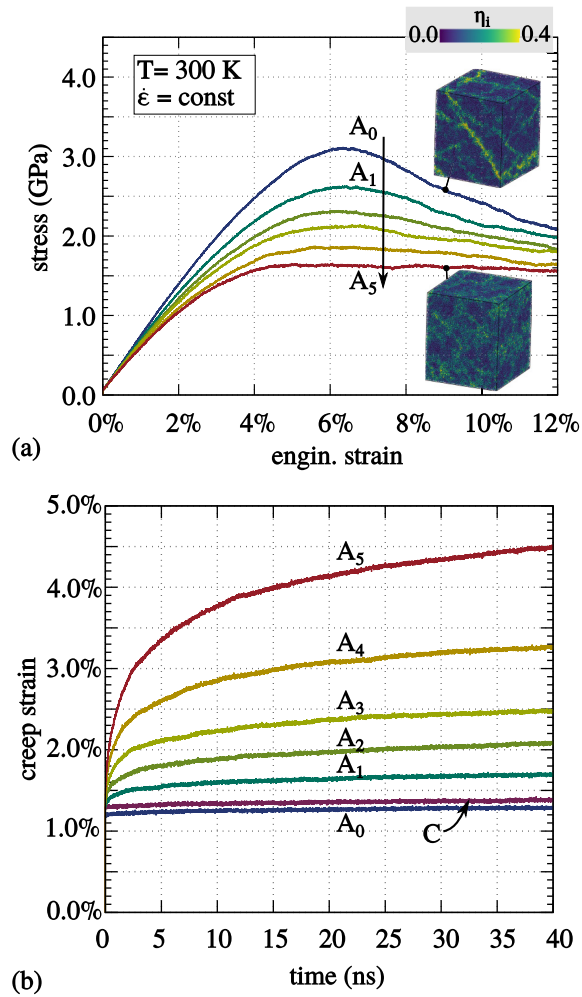 η_i
0.0 0.4
T= 300 K
ε̇ = const
A_0
A_1
A_5
4.0
3.0
2.0
1.0
0.0
stress (GPa)
0% 2% 4% 6% 8% 10% 12%
engin. strain
(a)
5.0%
4.0%
3.0%
2.0%
1.0%
0.0%
creep strain
A_5
A_4
A_3
A_2
A_1
A_0
C
0 5 10 15 20 25 30 35 40
time (ns)
(b)